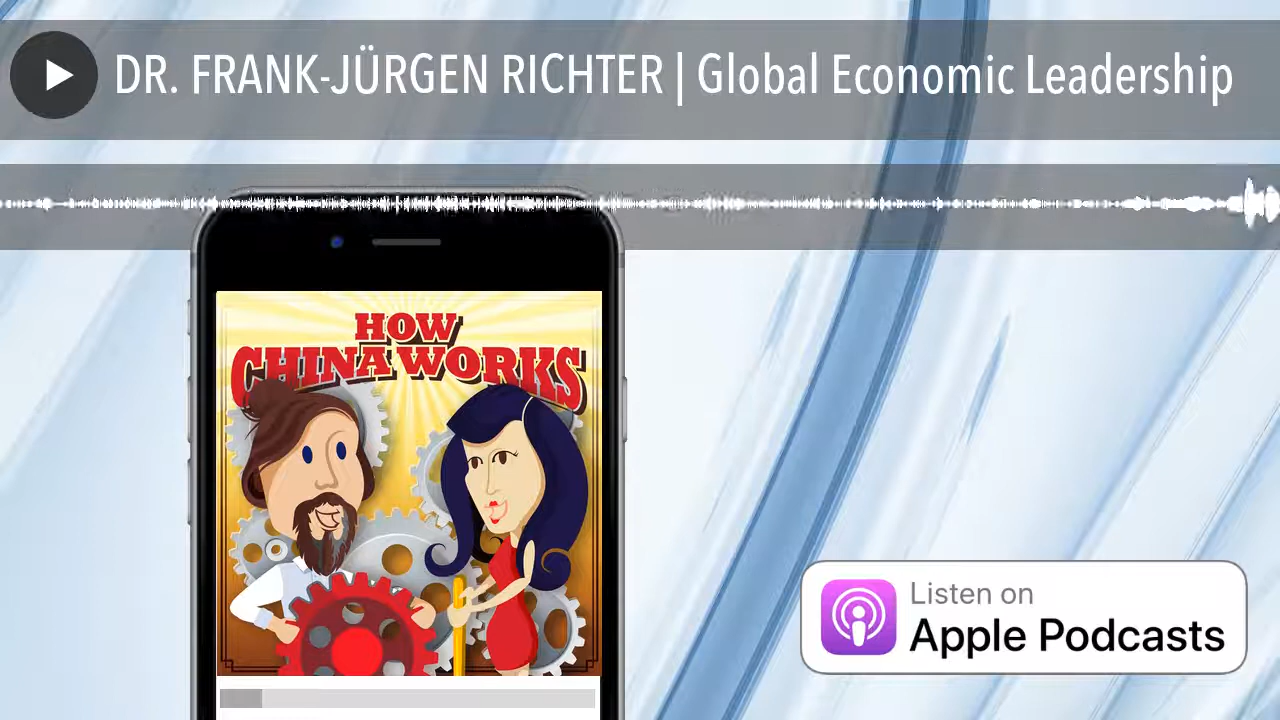 DR. FRANK-JÜRGEN RICHTER | Global Economic Leadership
HOW
CHINA WORKS
Listen on
Apple Podcasts